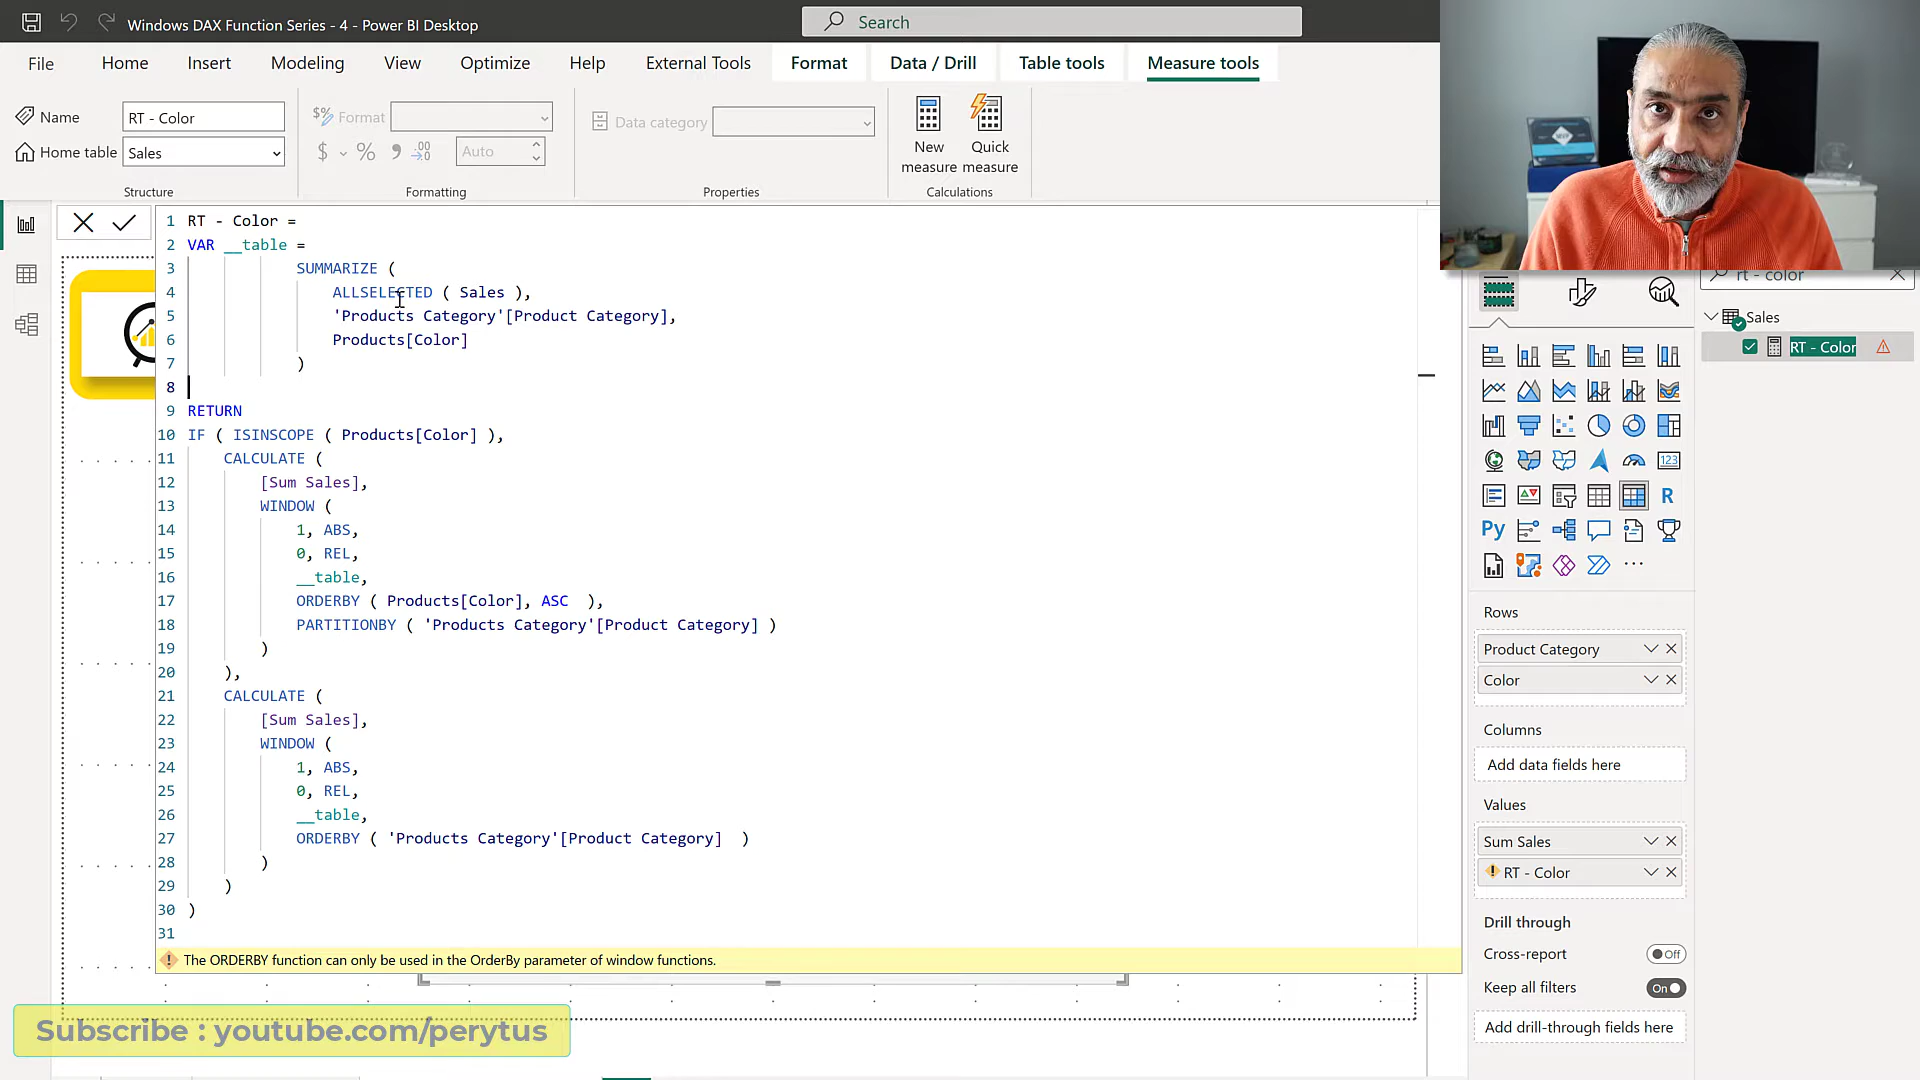 Windows DAX Function Series - 4 - Power BI Desktop
Search
File Home Insert Modeling View Optimize Help External Tools Format Data / Drill Table tools Measure tools
Name RT - Color
Home table Sales
Structure
$% Format
$ % 9 .00 Auto
Formatting
Data category
Properties
New measure
Quick measure
Calculations
1 RT - Color =
2 VAR __table =
3 SUMMARIZE (
4 ALLSELECTED ( Sales ),
5 'Products Category'[Product Category],
6 Products[Color]
7 )
8
9 RETURN
10 IF ( ISINSCOPE ( Products[Color] ),
11 CALCULATE (
12 [Sum Sales],
13 WINDOW (
14 1, ABS,
15 0, REL,
16 __table,
17 ORDERBY ( Products[Color], ASC  ),
18 PARTITIONBY ( 'Products Category'[Product Category] )
19 )
20 ),
21 CALCULATE (
22 [Sum Sales],
23 WINDOW (
24 1, ABS,
25 0, REL,
26 __table,
27 ORDERBY ( 'Products Category'[Product Category]  )
28 )
29 )
30 )
31
The ORDERBY function can only be used in the OrderBy parameter of window functions.
Subscribe : youtube.com/perytus
123
R
Py
...
Rows
Product Category
Color
Columns
Add data fields here
Values
Sum Sales
RT - Color
Drill through
Cross-report Off
Keep all filters On
Add drill-through fields here
rt - color
Sales
RT - Color